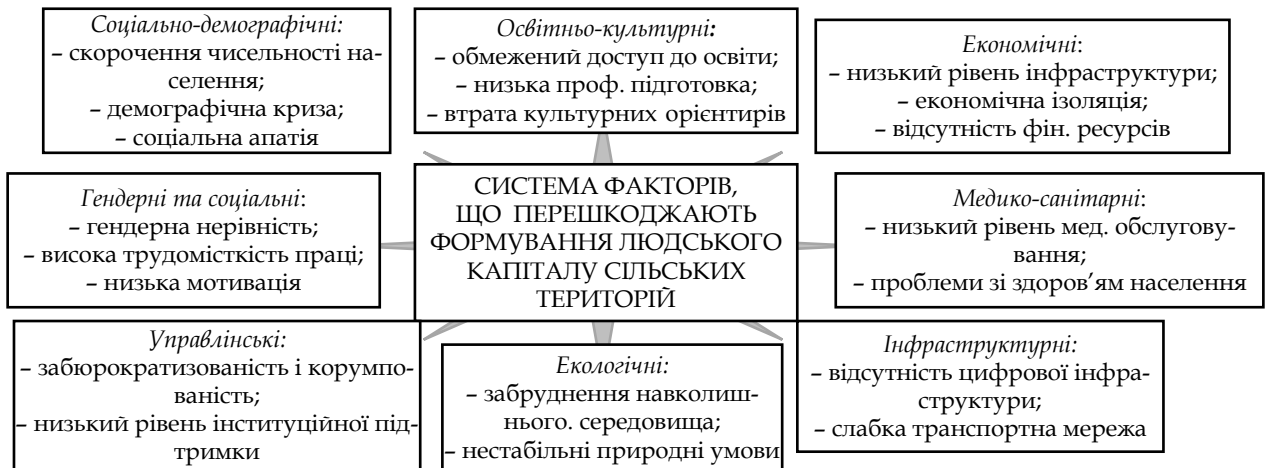 Соціально-демографічні:
– скорочення чисельності на-
селення;
– демографічна криза;
– соціальна апатія
Освітньо-культурні:
– обмежений доступ до освіти;
– низька проф. підготовка;
– втрата культурних орієнтирів
Економічні:
– низький рівень інфраструктури;
– економічна ізоляція;
– відсутність фін. ресурсів
Гендерні та соціальні:
– гендерна нерівність;
– висока трудомісткість праці;
– низька мотивація
СИСТЕМА ФАКТОРІВ,
ЩО ПЕРЕШКОДЖАЮТЬ
ФОРМУВАННЯ ЛЮДСЬКОГО
КАПІТАЛУ СІЛЬСЬКИХ
ТЕРИТОРІЙ
Медико-санітарні:
– низький рівень мед. обслугову-
вання;
– проблеми зі здоров’ям населення
Управлінські:
– забюрократизованість і корумпо-
ваність;
– низький рівень інституційної під-
тримки
Екологічні:
– забруднення навколиш-
нього. середовища;
– нестабільні природні умови
Інфраструктурні:
– відсутність цифрової інфра-
структури;
– слабка транспортна мережа